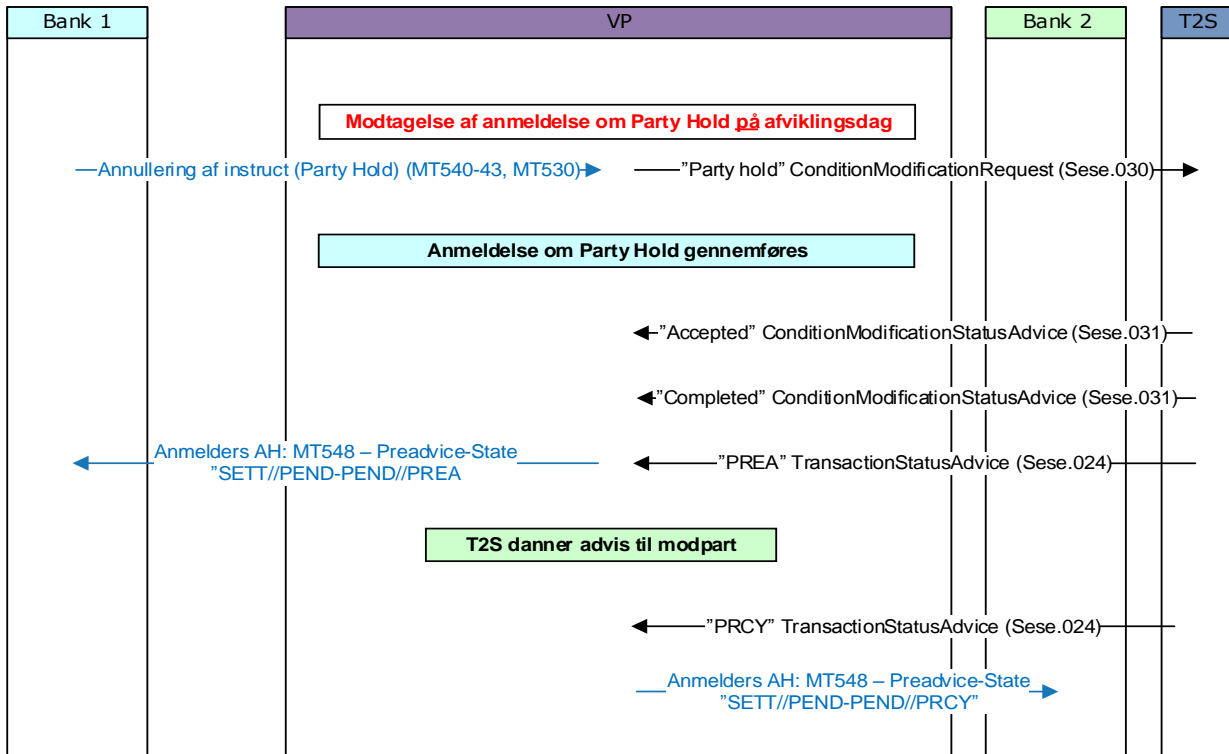 Bank 1
VP
Bank 2
T2S
Modtagelse af anmeldelse om Party Hold på afviklingsdag
Annullering af instruct (Party Hold) (MT540-43, MT530)
”Party hold” ConditionModificationRequest (Sese.030)
Anmeldelse om Party Hold gennemføres
”Accepted” ConditionModificationStatusAdvice (Sese.031)
”Completed” ConditionModificationStatusAdvice (Sese.031)
Anmelders AH: MT548 – Preadvice-State
”SETT//PEND-PEND//PREA
”PREA” TransactionStatusAdvice (Sese.024)
T2S danner advis til modpart
”PRCY” TransactionStatusAdvice (Sese.024)
Anmelders AH: MT548 – Preadvice-State
”SETT//PEND-PEND//PRCY”